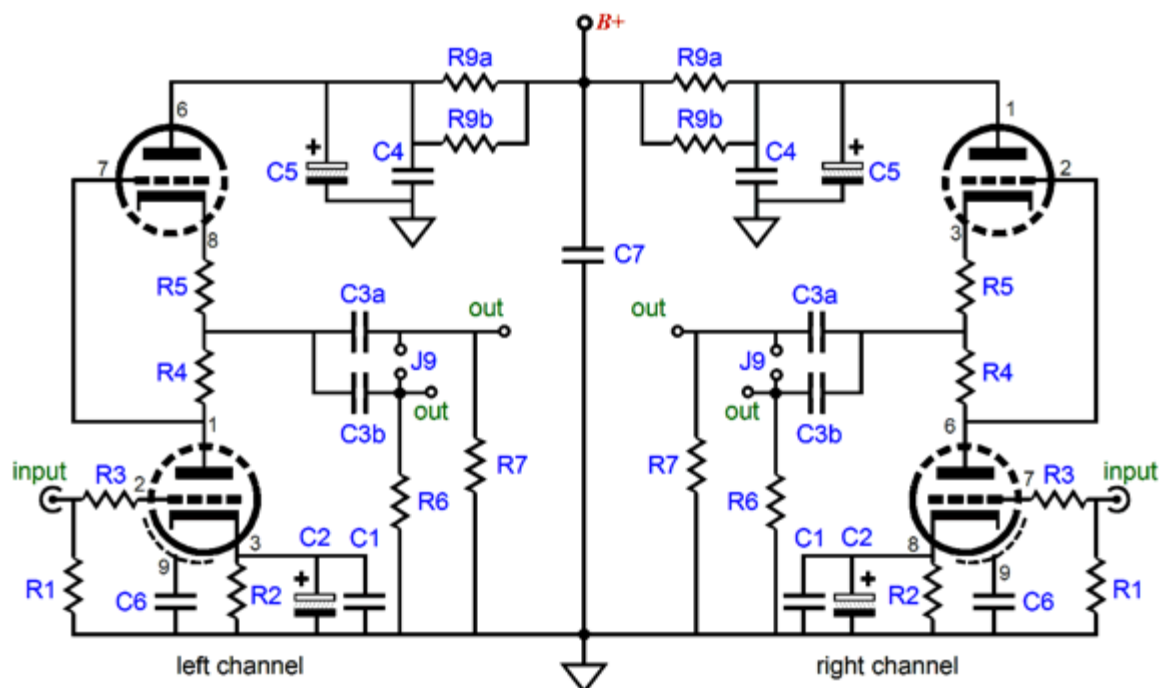 B+
R9a R9a
6 1
R9b R9b
7 C5 C4 C4 C5 2
+ +
8 3
C7
R5 C3a out out C3a R5
R4 J9 J9 R4
out out
1 C3b C3b 6
input R3 2 R7 R7 7 R3 input
R6 R6
3 C2 C1 C1 C2 8
9 + + 9
R1 C6 R2 R2 C6 R1
left channel right channel